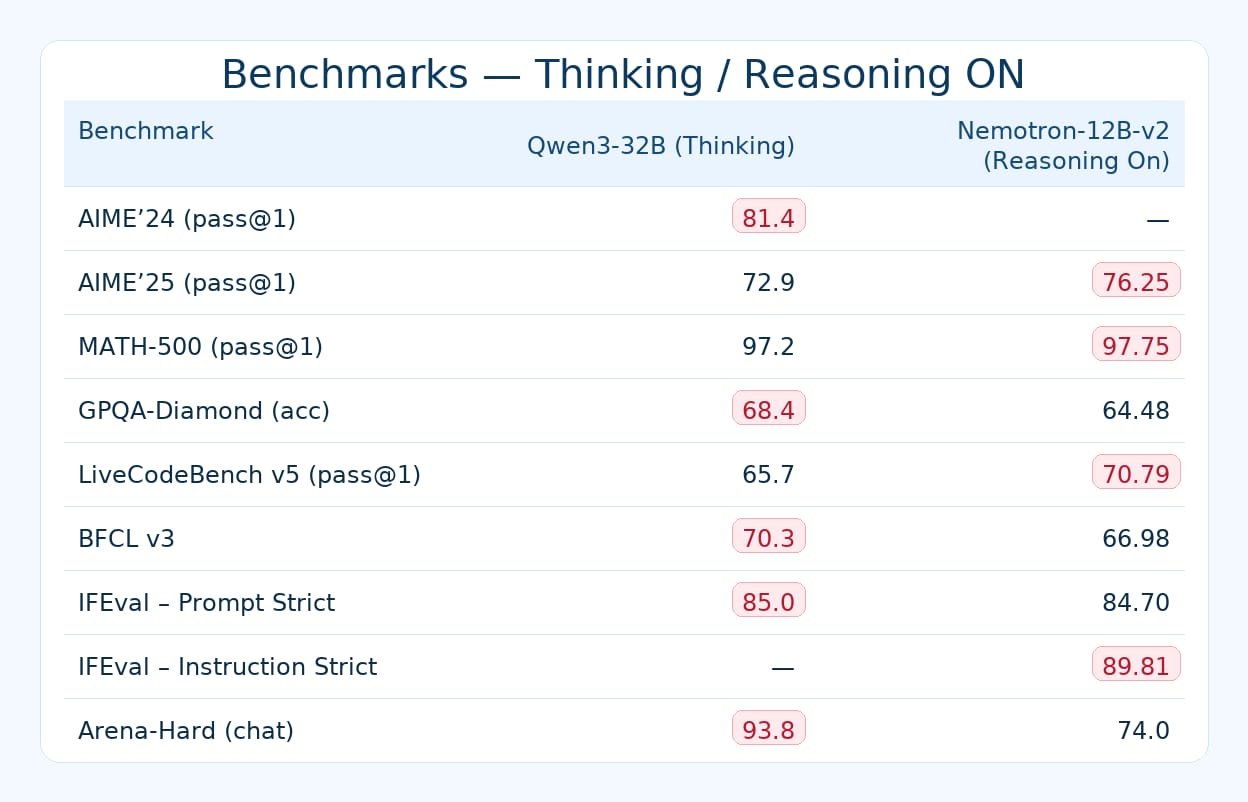 Benchmarks — Thinking / Reasoning ON
Benchmark Qwen3-32B (Thinking) Nemotron-12B-v2
(Reasoning On)
AIME’24 (pass@1) 81.4 —
AIME’25 (pass@1) 72.9 76.25
MATH-500 (pass@1) 97.2 97.75
GPQA-Diamond (acc) 68.4 64.48
LiveCodeBench v5 (pass@1) 65.7 70.79
BFCL v3 70.3 66.98
IFEval – Prompt Strict 85.0 84.70
IFEval – Instruction Strict — 89.81
Arena-Hard (chat) 93.8 74.0